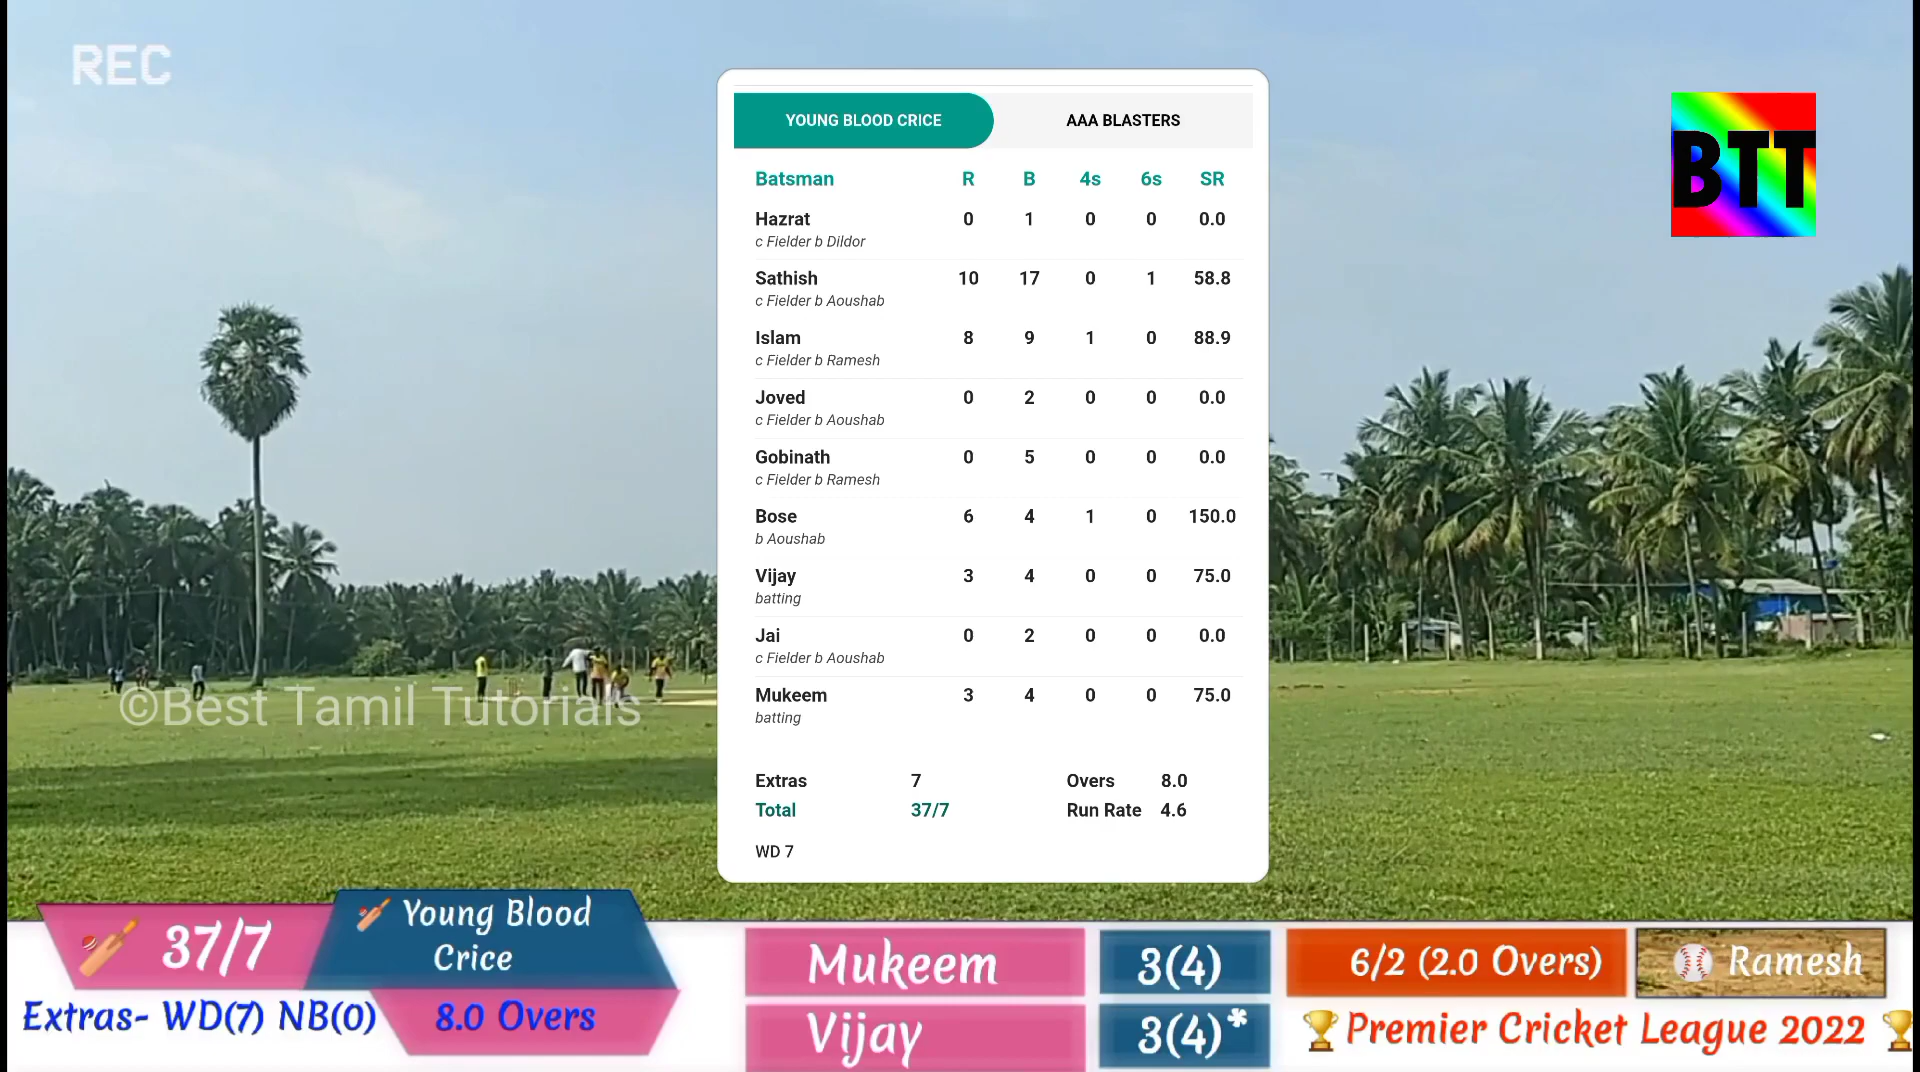 REC
BTT
YOUNG BLOOD CRICE AAA BLASTERS
Batsman R B 4s 6s SR
Hazrat 0 1 0 0 0.0
c Fielder b Dildor
Sathish 10 17 0 1 58.8
c Fielder b Aoushab
Islam 8 9 1 0 88.9
c Fielder b Ramesh
Joved 0 2 0 0 0.0
c Fielder b Aoushab
Gobinath 0 5 0 0 0.0
c Fielder b Ramesh
Bose 6 4 1 0 150.0
b Aoushab
Vijay 3 4 0 0 75.0
batting
Jai 0 2 0 0 0.0
c Fielder b Aoushab
Mukeem 3 4 0 0 75.0
batting
Extras 7 Overs 8.0
Total 37/7 Run Rate 4.6
WD 7
©Best Tamil Tutorials
37/7
Young Blood
Crice
Extras- WD(7) NB(0)
8.0 Overs
Mukeem 3(4)
Vijay 3(4)*
6/2 (2.0 Overs)
Ramesh
Premier Cricket League 2022